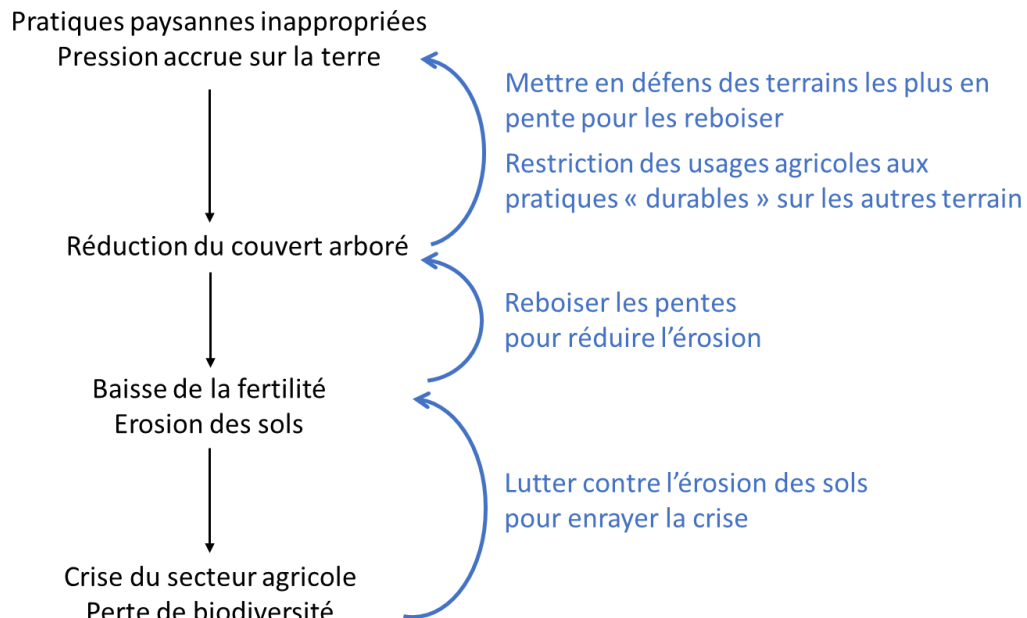 Pratiques paysannes inappropriées
Pression accrue sur la terre
Mettre en défens des terrains les plus en
pente pour les reboiser
Restriction des usages agricoles aux
pratiques « durables » sur les autres terrain
Réduction du couvert arboré
Reboiser les pentes
pour réduire l’érosion
Baisse de la fertilité
Erosion des sols
Lutter contre l’érosion des sols
pour enrayer la crise
Crise du secteur agricole
Perte de biodiversité